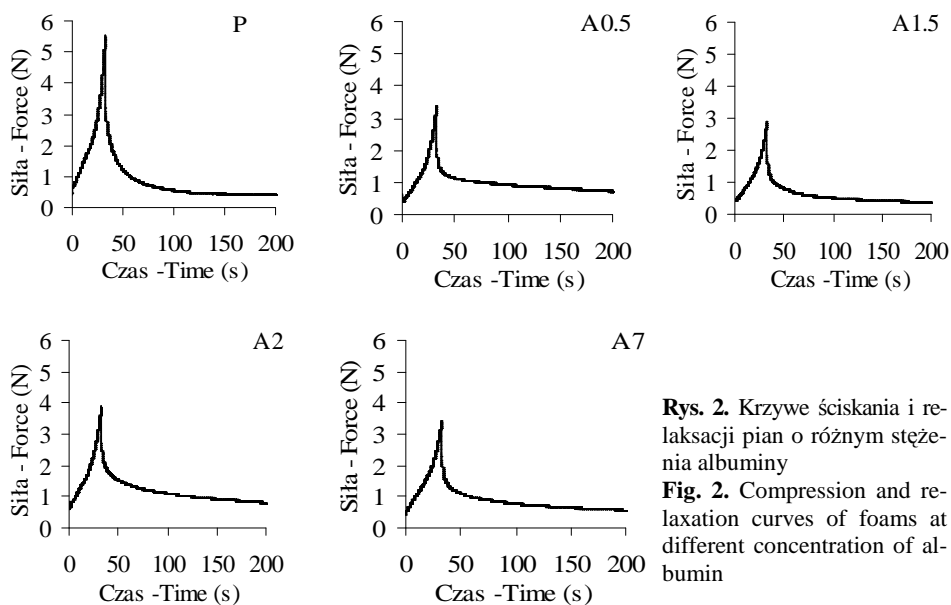 P
6
5
4
3
2
1
0
Siła - Force (N)
0 50 100 150 200
Czas -Time (s)
A0.5
6
5
4
3
2
1
0
Siła - Force (N)
0 50 100 150 200
Czas -Time (s)
A1.5
6
5
4
3
2
1
0
Siła - Force (N)
0 50 100 150 200
Czas -Time (s)
A2
6
5
4
3
2
1
0
Siła - Force (N)
0 50 100 150 200
Czas -Time (s)
A7
6
5
4
3
2
1
0
Siła - Force (N)
0 50 100 150 200
Czas -Time (s)
Rys. 2. Krzywe ściskania i re-
laksacji pian o różnym stęże-
nia albuminy
Fig. 2. Compression and re-
laxation curves of foams at
different concentration of al-
bumin